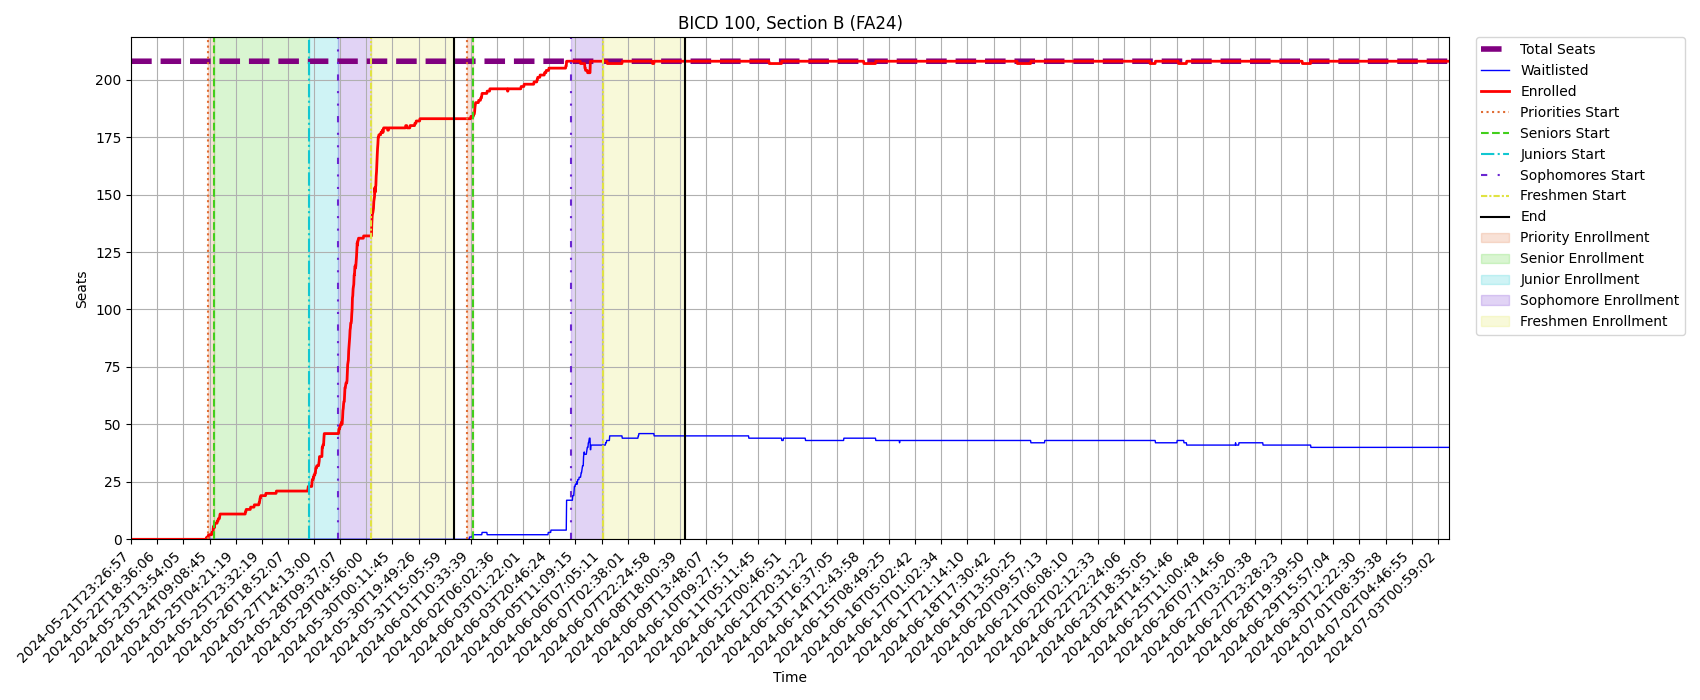 BICD 100, Section B (FA24)
Seats
200
175
150
125
100
75
50
25
0
2024-05-21T23:26:57
2024-05-22T18:36:06
2024-05-23T13:54:05
2024-05-24T09:08:45
2024-05-25T04:21:19
2024-05-25T23:32:19
2024-05-26T18:52:07
2024-05-27T14:13:00
2024-05-28T09:37:07
2024-05-29T04:56:00
2024-05-30T00:11:45
2024-05-30T19:49:26
2024-05-31T15:05:59
2024-06-01T10:33:39
2024-06-02T06:02:36
2024-06-03T01:22:01
2024-06-03T20:46:24
2024-06-05T11:09:15
2024-06-06T07:05:11
2024-06-07T02:38:01
2024-06-07T22:24:58
2024-06-08T18:00:39
2024-06-09T13:48:07
2024-06-10T09:27:15
2024-06-11T05:11:45
2024-06-12T00:46:51
2024-06-12T20:31:22
2024-06-13T16:37:05
2024-06-14T12:43:58
2024-06-15T08:49:25
2024-06-16T05:02:42
2024-06-17T01:02:34
2024-06-17T21:14:10
2024-06-18T17:30:42
2024-06-19T13:50:25
2024-06-20T09:57:13
2024-06-21T06:08:10
2024-06-22T02:12:33
2024-06-22T22:24:06
2024-06-23T18:35:05
2024-06-24T14:51:46
2024-06-25T11:00:48
2024-06-26T07:14:56
2024-06-27T03:20:38
2024-06-27T23:28:23
2024-06-28T19:39:50
2024-06-29T15:57:04
2024-06-30T12:22:30
2024-07-01T08:35:38
2024-07-02T04:46:55
2024-07-03T00:59:02
Time
Total Seats
Waitlisted
Enrolled
Priorities Start
Seniors Start
Juniors Start
Sophomores Start
Freshmen Start
End
Priority Enrollment
Senior Enrollment
Junior Enrollment
Sophomore Enrollment
Freshmen Enrollment